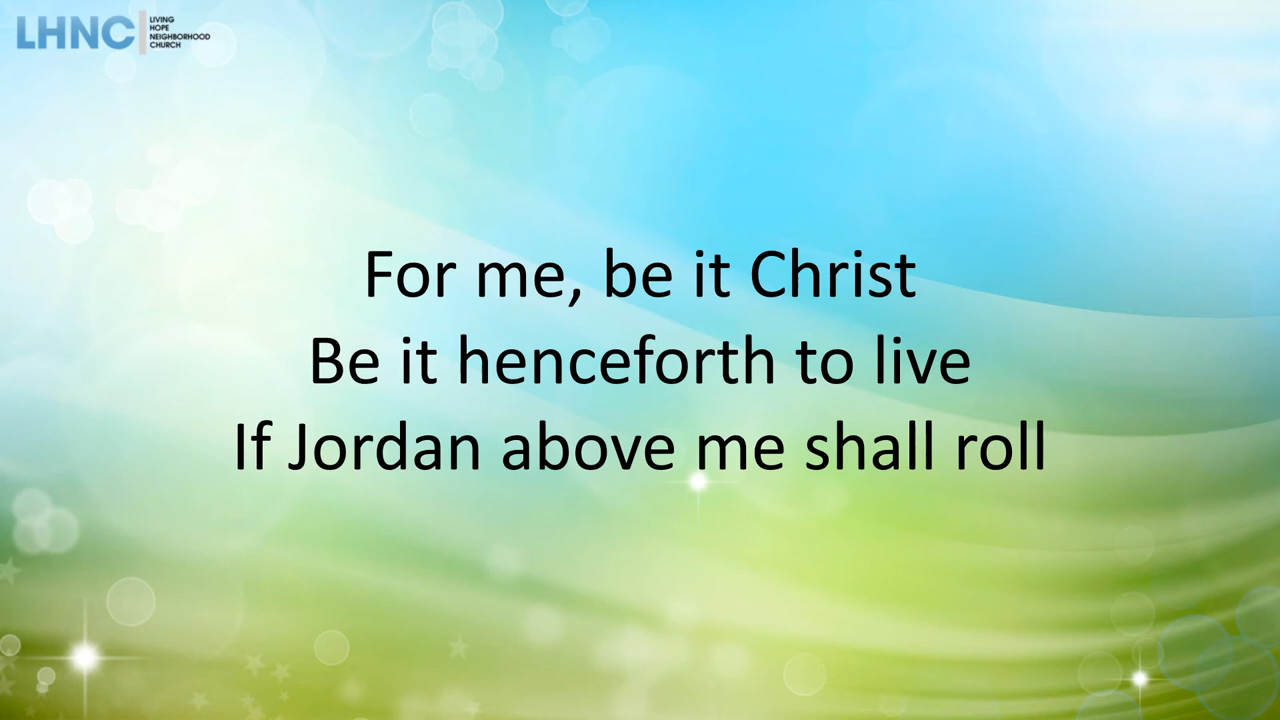 LHNC
LIVING
HOPE
NEIGHBORHOOD
CHURCH
For me, be it Christ
Be it henceforth to live
If Jordan above me shall roll